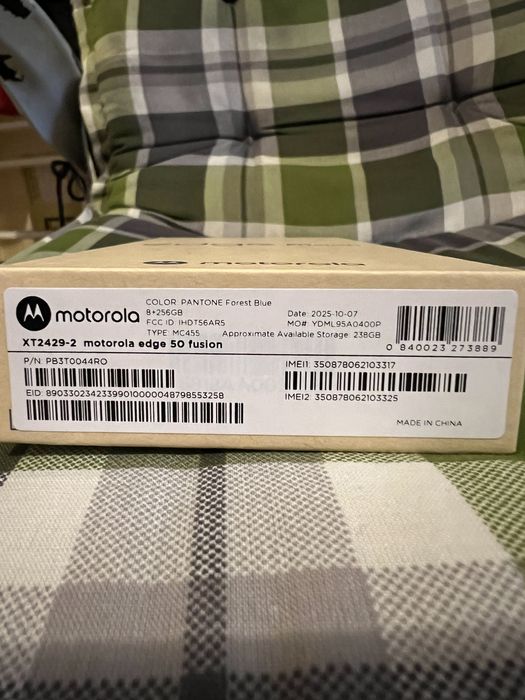 motorola
motorola
COLOR: PANTONE Forest Blue
8+256GB
FCC ID: IHDT56AR5
TYPE: MC455
Date: 2025-10-07
MO#: YDML95A0400P
Approximate Available Storage: 238GB
XT2429-2 motorola edge 50 fusion
0 840023 273889
P/N: PB3T0044RO
IMEI1: 350878062103317
EID: 89033023423399010000048798553258
IMEI2: 350878062103325
MADE IN CHINA